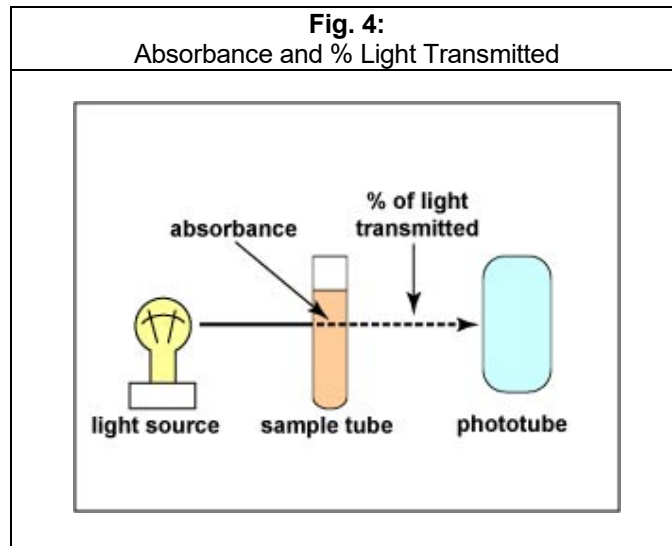 Fig. 4:
Absorbance and % Light Transmitted
% of light
transmitted
absorbance
light source
sample tube
phototube